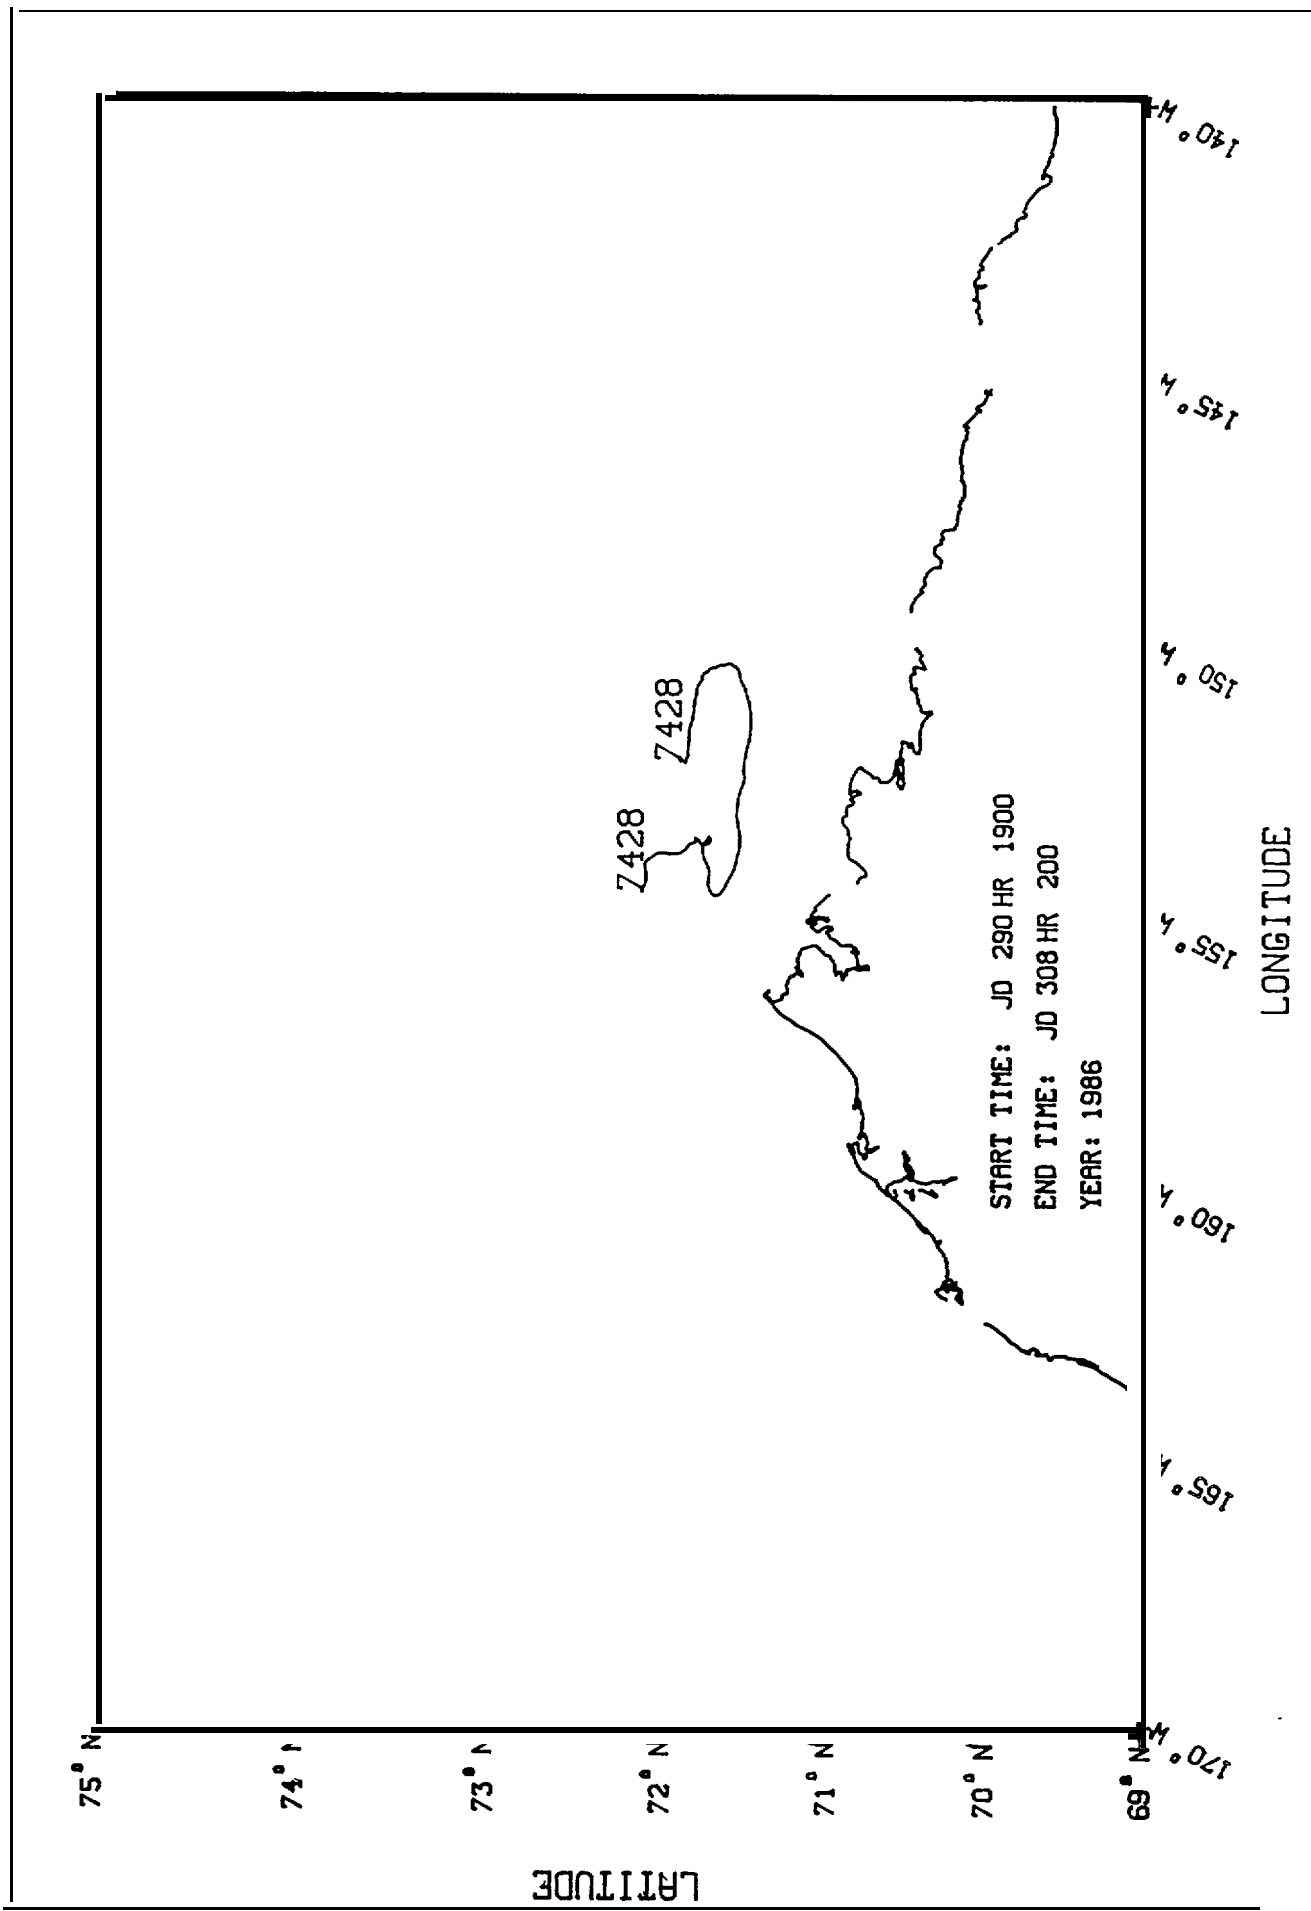 75° N
74°
73°
72° N
71° N
70° N
69° N
LATITUDE
7428
7428
START TIME: JD 290 HR 1900
END TIME: JD 308 HR 200
YEAR: 1986
170° W
165°
160°
155°
150°
145° W
140° W
LONGITUDE